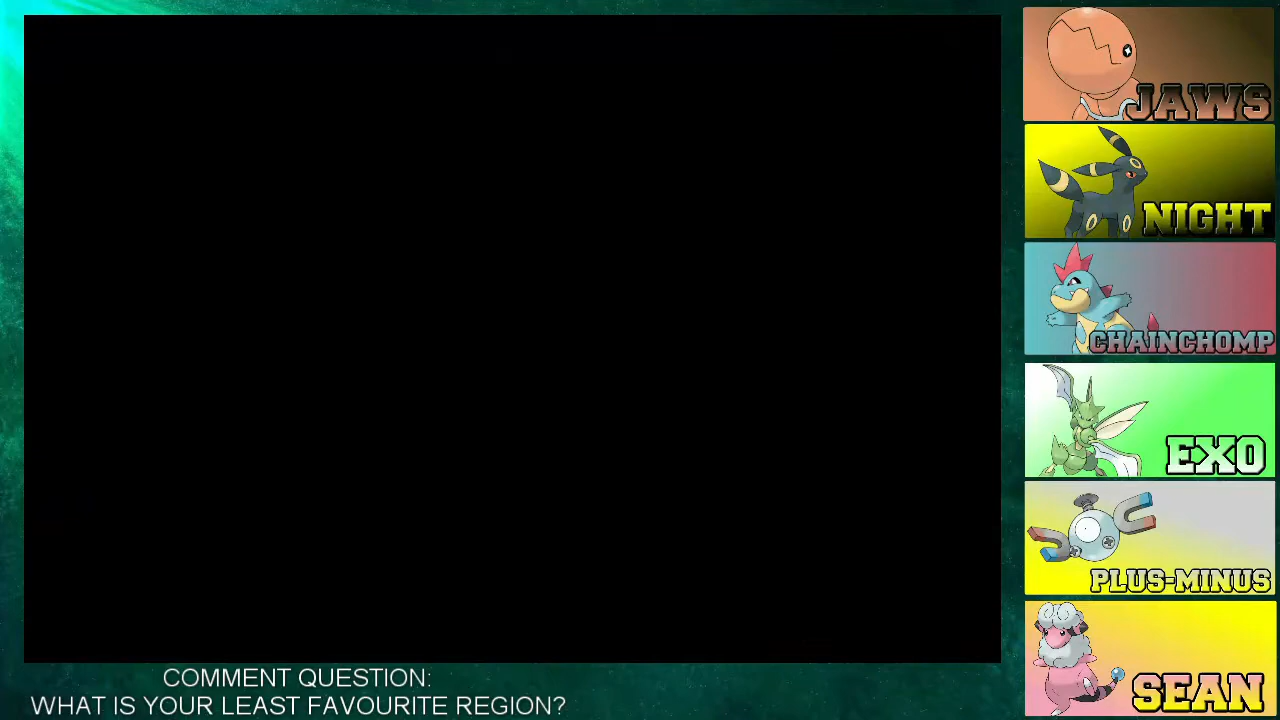 JAWS
NIGHT
CHAINCHOMP
EXO
PLUS-MINUS
SEAN
COMMENT QUESTION:
WHAT IS YOUR LEAST FAVOURITE REGION?